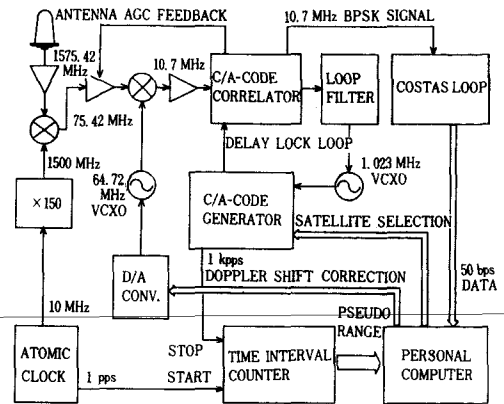 ANTENNA AGC FEEDBACK
10.7 MHz BPSK SIGNAL
1575.42
MHz
10.7 MHz
C/A-CODE
CORRELATOR
LOOP
FILTER
COSTAS LOOP
75.42 MHz
1500 MHz
DELAY LOCK LOOP
×150
64.72
MHz
VCXO
1.023 MHz
VCXO
C/A-CODE
GENERATOR
SATELLITE SELECTION
1 kpps
DOPPLER SHIFT CORRECTION
D/A
CONV.
50 bps
DATA
10 MHz
PSEUDO
RANGE
ATOMIC
CLOCK
STOP
START
1 pps
TIME INTERVAL
COUNTER
PERSONAL
COMPUTER